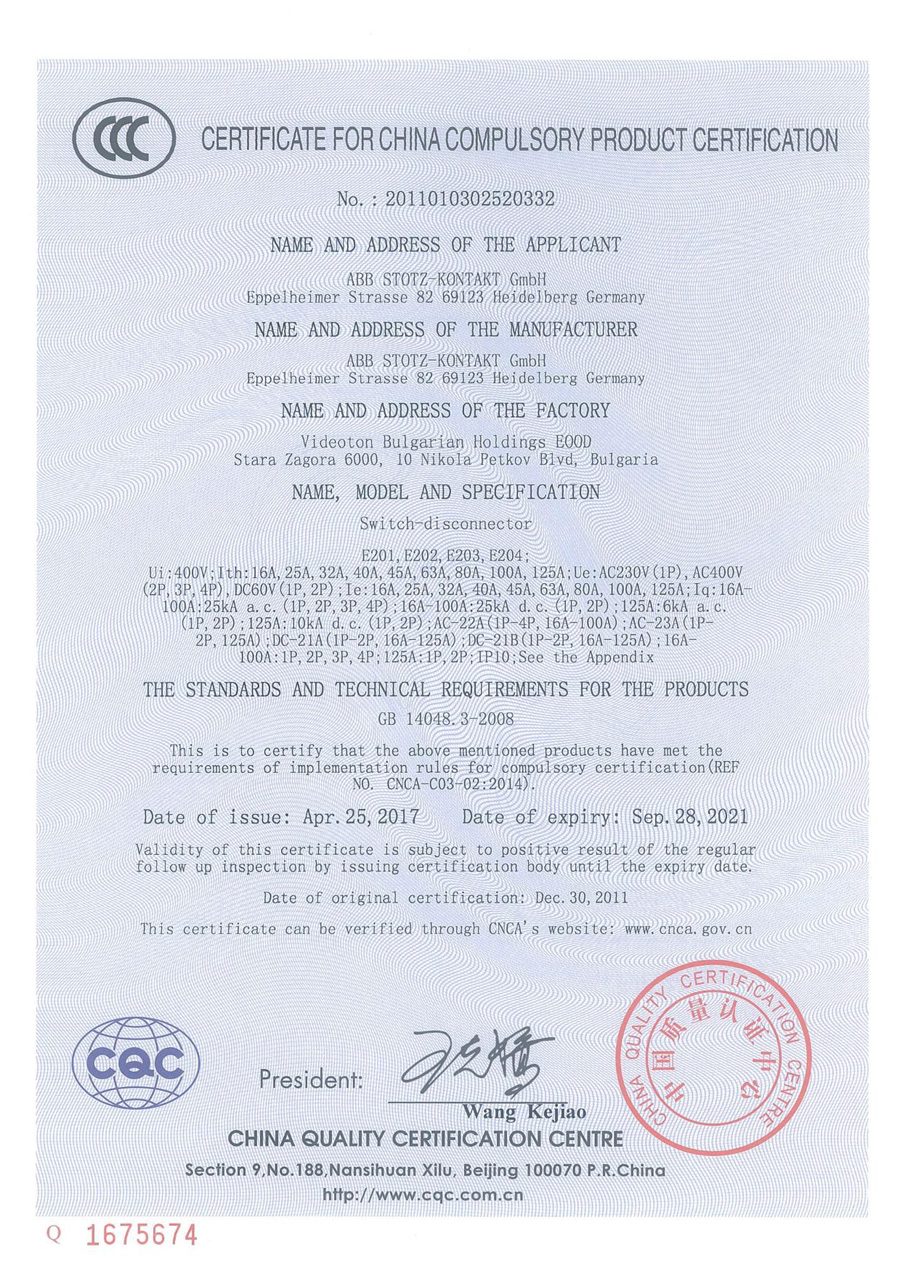 CCC CERTIFICATE FOR CHINA COMPULSORY PRODUCT CERTIFICATION
No. : 2011010302520332
NAME AND ADDRESS OF THE APPLICANT
ABB STOTZ-KONTAKT GmbH
Eppelheimer Strasse 82 69123 Heidelberg Germany
NAME AND ADDRESS OF THE MANUFACTURER
ABB STOTZ-KONTAKT GmbH
Eppelheimer Strasse 82 69123 Heidelberg Germany
NAME AND ADDRESS OF THE FACTORY
Videoton Bulgarian Holdings EOOD
Stara Zagora 6000, 10 Nikola Petkov Blvd, Bulgaria
NAME, MODEL AND SPECIFICATION
Switch-disconnector
E201, E202, E203, E204;
Ui:400V;Ith:16A, 25A, 32A, 40A, 45A, 63A, 80A, 100A, 125A;Ue:AC230V(1P), AC400V
(2P, 3P, 4P), DC60V(1P, 2P);Ie:16A, 25A, 32A, 40A, 45A, 63A, 80A, 100A, 125A;Iq:16A-
100A:25kA a.c. (1P, 2P, 3P, 4P);16A-100A:25kA d.c. (1P, 2P);125A:6kA a.c.
(1P, 2P);125A:10kA d.c. (1P, 2P);AC-22A(1P-4P, 16A-100A);AC-23A(1P-
2P, 125A);DC-21A(1P-2P, 16A-125A);DC-21B(1P-2P, 16A-125A);16A-
100A:1P, 2P, 3P, 4P;125A:1P, 2P;IP10;See the Appendix
THE STANDARDS AND TECHNICAL REQUIREMENTS FOR THE PRODUCTS
GB 14048.3-2008
This is to certify that the above mentioned products have met the
requirements of implementation rules for compulsory certification(REF
NO. CNCA-C03-02:2014).
Date of issue: Apr. 25, 2017 Date of expiry: Sep. 28, 2021
Validity of this certificate is subject to positive result of the regular
follow up inspection by issuing certification body until the expiry date.
Date of original certification: Dec. 30, 2011
This certificate can be verified through CNCA's website: www.cnca.gov.cn
CHINA QUALITY CERTIFICATION CENTRE
中国质量认证中心
CQC
President:
Wang Kejiao
CHINA QUALITY CERTIFICATION CENTRE
Section 9,No.188,Nansihuan Xilu, Beijing 100070 P.R.China
http://www.cqc.com.cn
Q 1675674